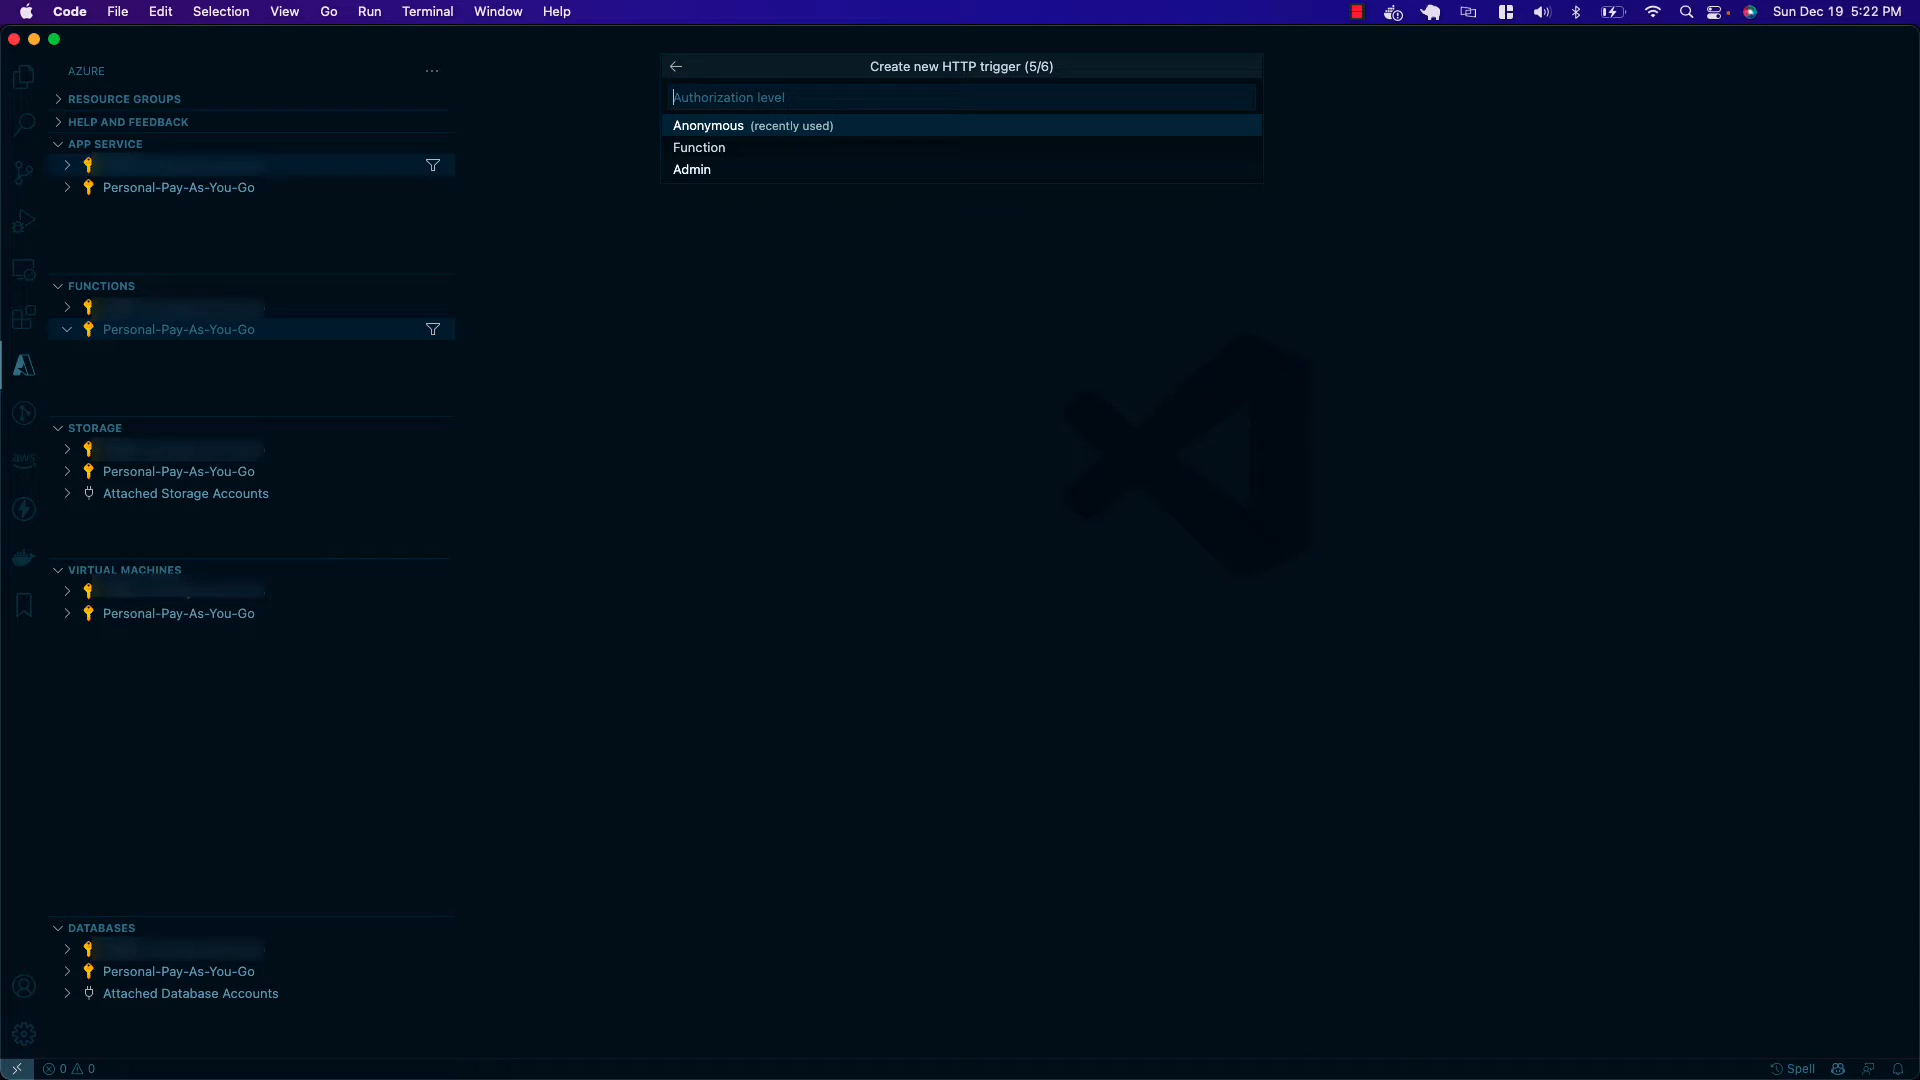 Code File Edit Selection View Go Run Terminal Window Help Sun Dec 19 5:22 PM
AZURE
Create new HTTP trigger (5/6)
Authorization level
Anonymous (recently used)
Function
Admin
RESOURCE GROUPS
HELP AND FEEDBACK
APP SERVICE
Personal-Pay-As-You-Go
FUNCTIONS
Personal-Pay-As-You-Go
STORAGE
Personal-Pay-As-You-Go
Attached Storage Accounts
aws
VIRTUAL MACHINES
Personal-Pay-As-You-Go
DATABASES
Personal-Pay-As-You-Go
Attached Database Accounts
0 0 Spell